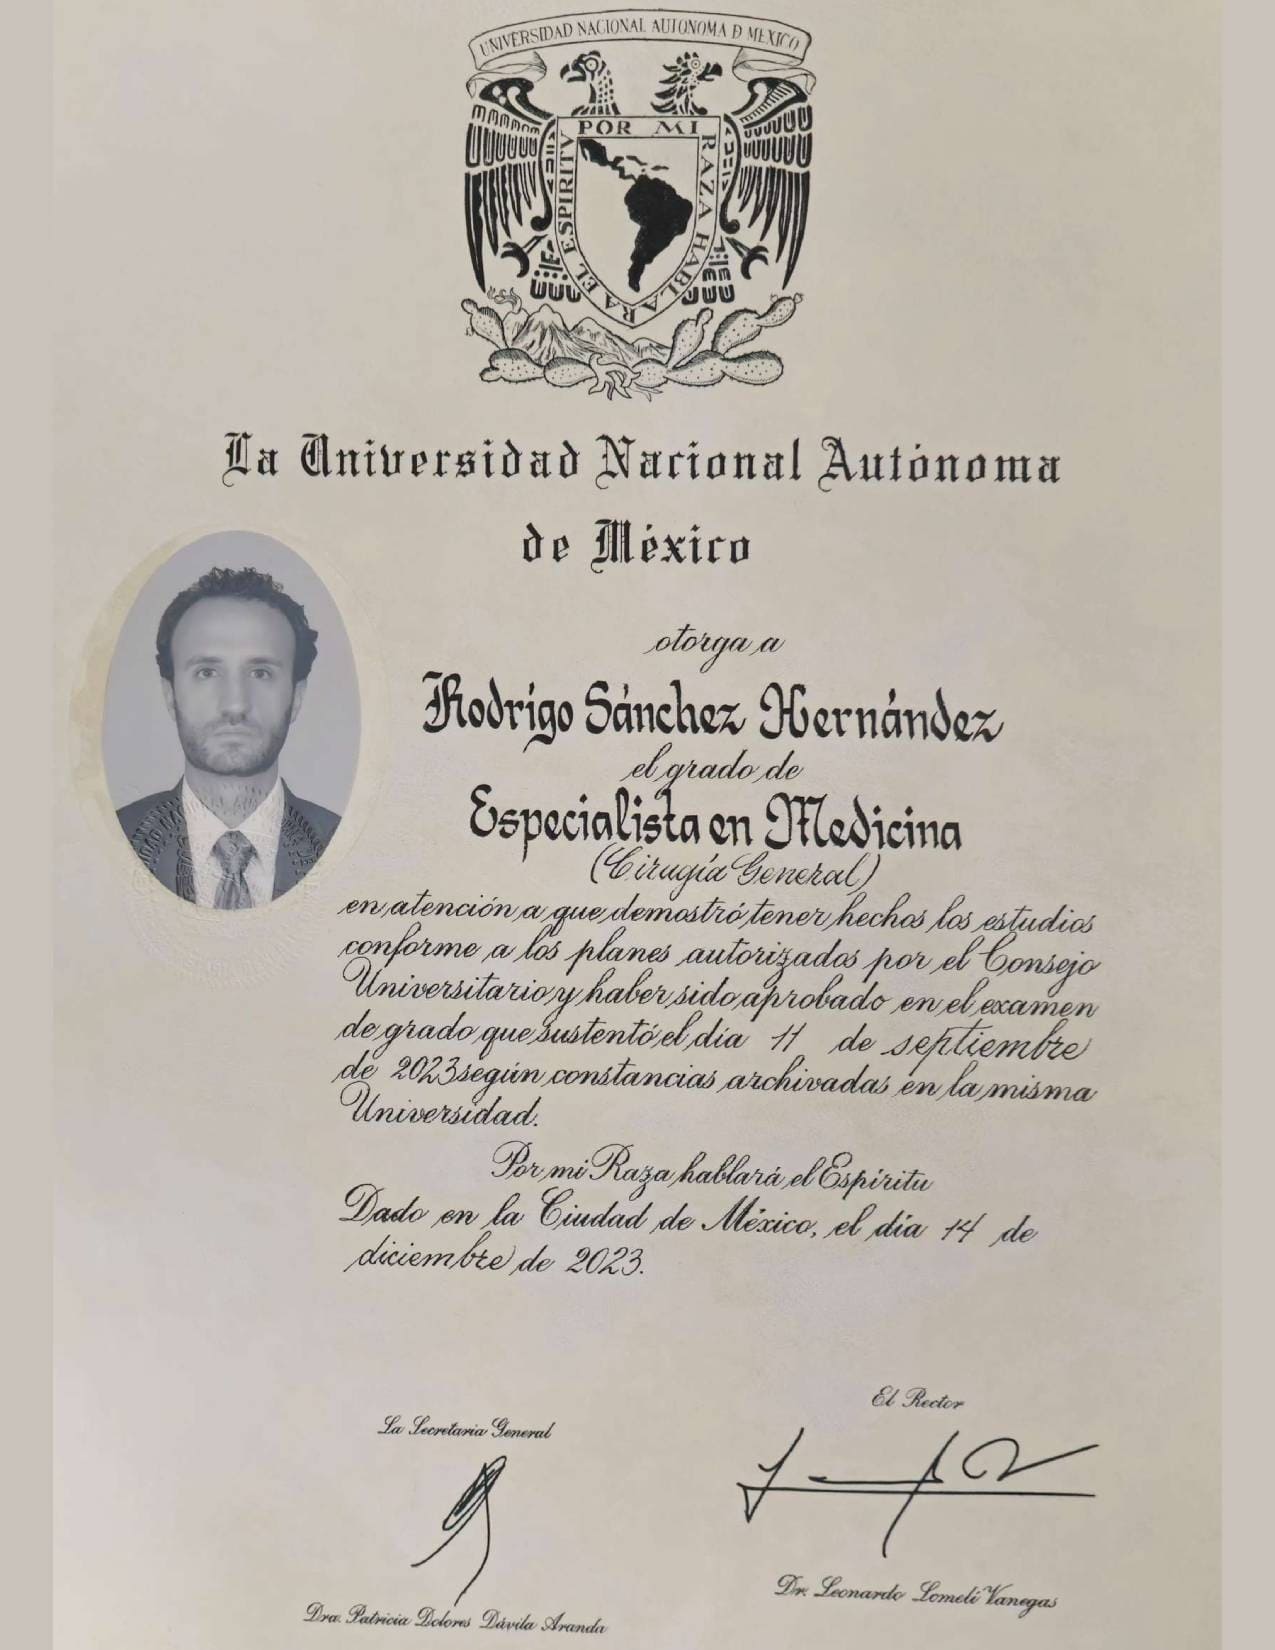 UNIVERSIDAD NACIONAL AUTONOMA D MEXICO
POR MI RAZA HABLARA EL ESPIRITU
La Universidad Nacional Autónoma
de México
otorga a
Rodrigo Sánchez Hernández
el grado de
Especialista en Medicina
(Cirugía General)
en atención a que demostró tener hechos los estudios
conforme a los planes autorizados por el Consejo
Universitario y haber sido aprobado en el examen
de grado que sustentó el día 11 de septiembre
de 2023 según constancias archivadas en la misma
Universidad.
Por mi Raza hablará el Espíritu
Dado en la Ciudad de México, el día 14 de
diciembre de 2023.
El Rector
La Secretaria General
Dr. Leonardo Lomelí Vanegas
Dra. Patricia Dolores Dávila Aranda